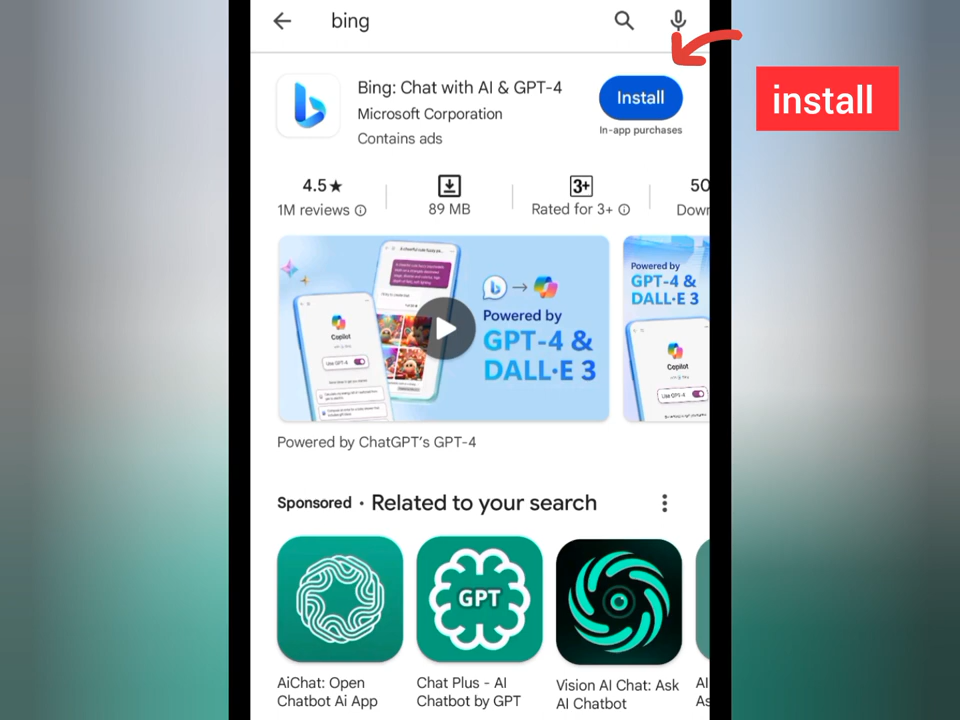 bing
install
Bing: Chat with AI & GPT-4
Install
Microsoft Corporation
In-app purchases
Contains ads
4.5★
1M reviews
89 MB
3+
Rated for 3+
50
Down
Powered by
GPT-4 &
DALL·E 3
Copilot
Use GPT-4
Powered by
GPT-4 &
DALL·E 3
Copilot
Use GPT-4
Powered by ChatGPT's GPT-4
Sponsored · Related to your search
GPT
AiChat: Open
Chatbot Ai App
Chat Plus - AI
Chatbot by GPT
Vision AI Chat: Ask
AI Chatbot
AI
As